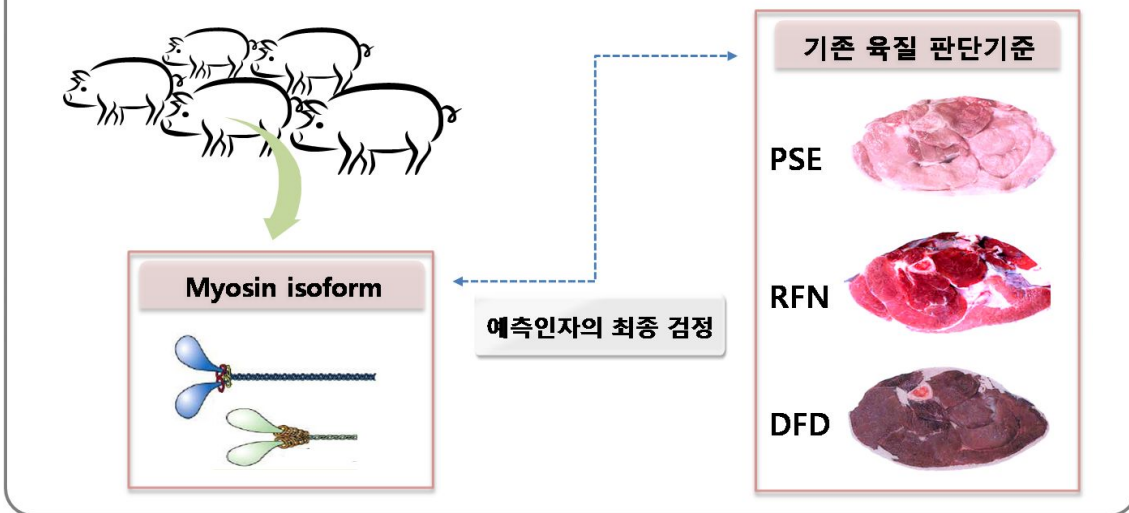 기존 육질 판단기준
PSE
Myosin isoform
RFN
예측인자의 최종 검정
DFD